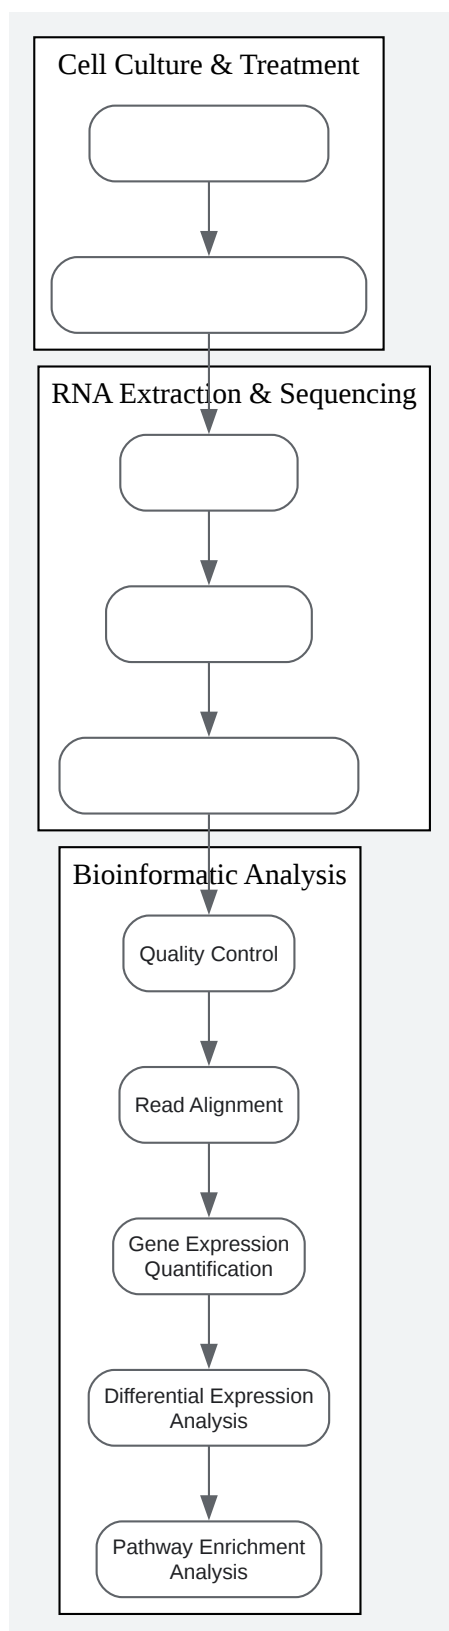 Cell Culture & Treatment
RNA Extraction & Sequencing
Bioinformatic Analysis
Quality Control
Read Alignment
Gene Expression
Quantification
Differential Expression
Analysis
Pathway Enrichment
Analysis